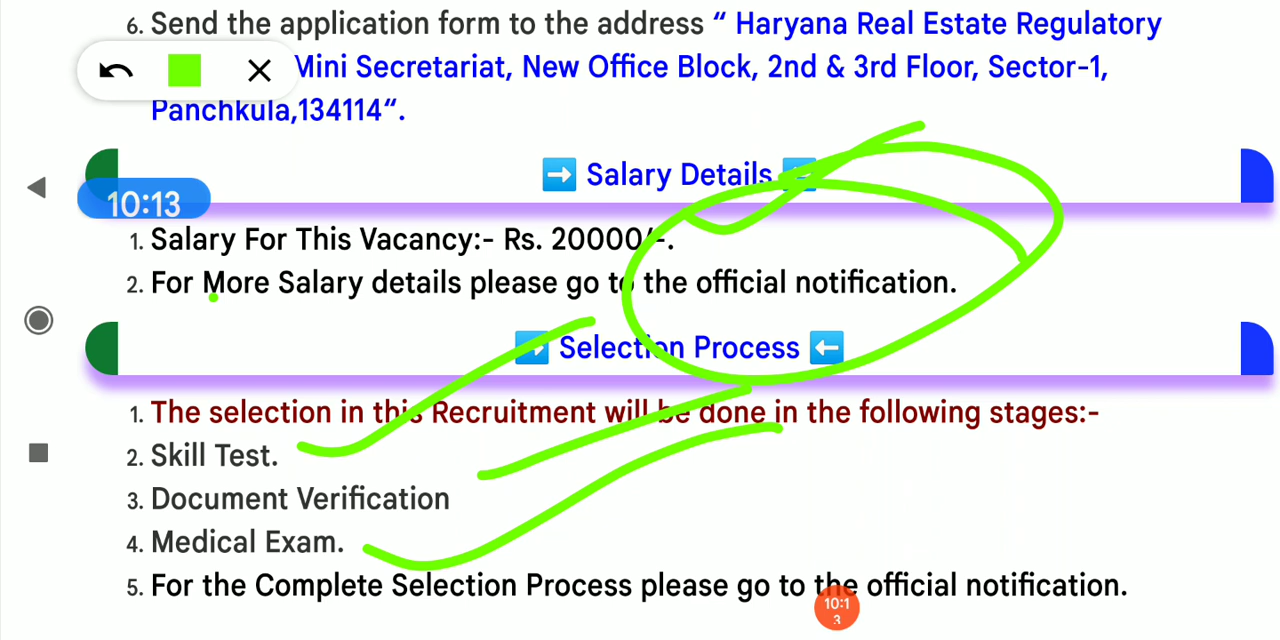 6. Send the application form to the address “ Haryana Real Estate Regulatory
Mini Secretariat, New Office Block, 2nd & 3rd Floor, Sector-1,
Panchkula,134114“.
➡ Salary Details ⬅
10:13
1. Salary For This Vacancy:- Rs. 20000/-.
2. For More Salary details please go to the official notification.
➡ Selection Process ⬅
1. The selection in this Recruitment will be done in the following stages:-
2. Skill Test.
3. Document Verification
4. Medical Exam.
5. For the Complete Selection Process please go to the official notification.
10:1
3